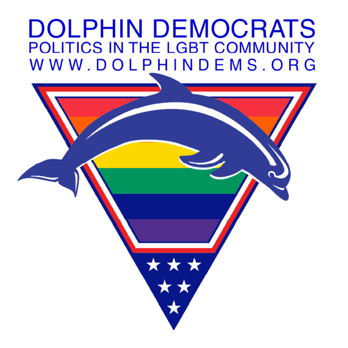 DOLPHIN DEMOCRATS
POLITICS IN THE LGBT COMMUNITY
WWW.DOLPHINDEMS.ORG